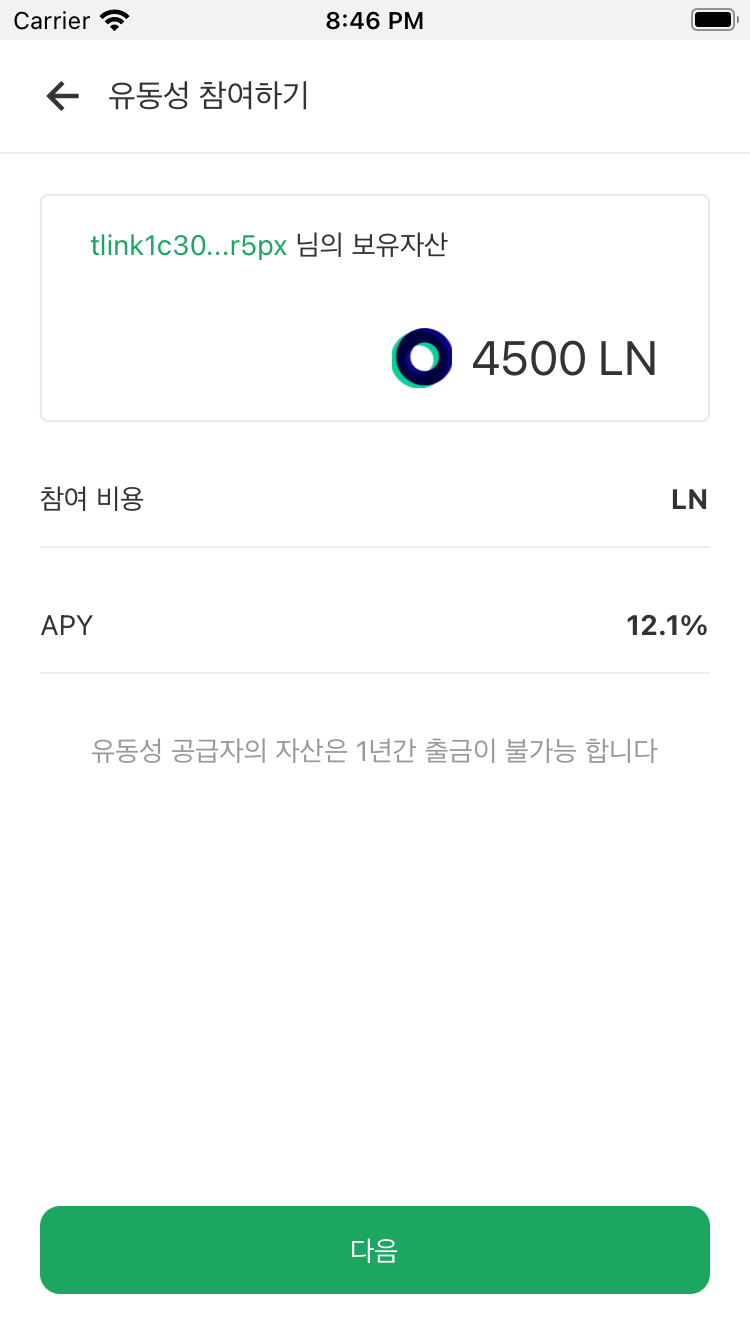 Carrier 8:46 PM
유동성 참여하기
tlink1c30...r5px 님의 보유자산
4500 LN
참여 비용 LN
APY 12.1%
유동성 공급자의 자산은 1년간 출금이 불가능 합니다
다음